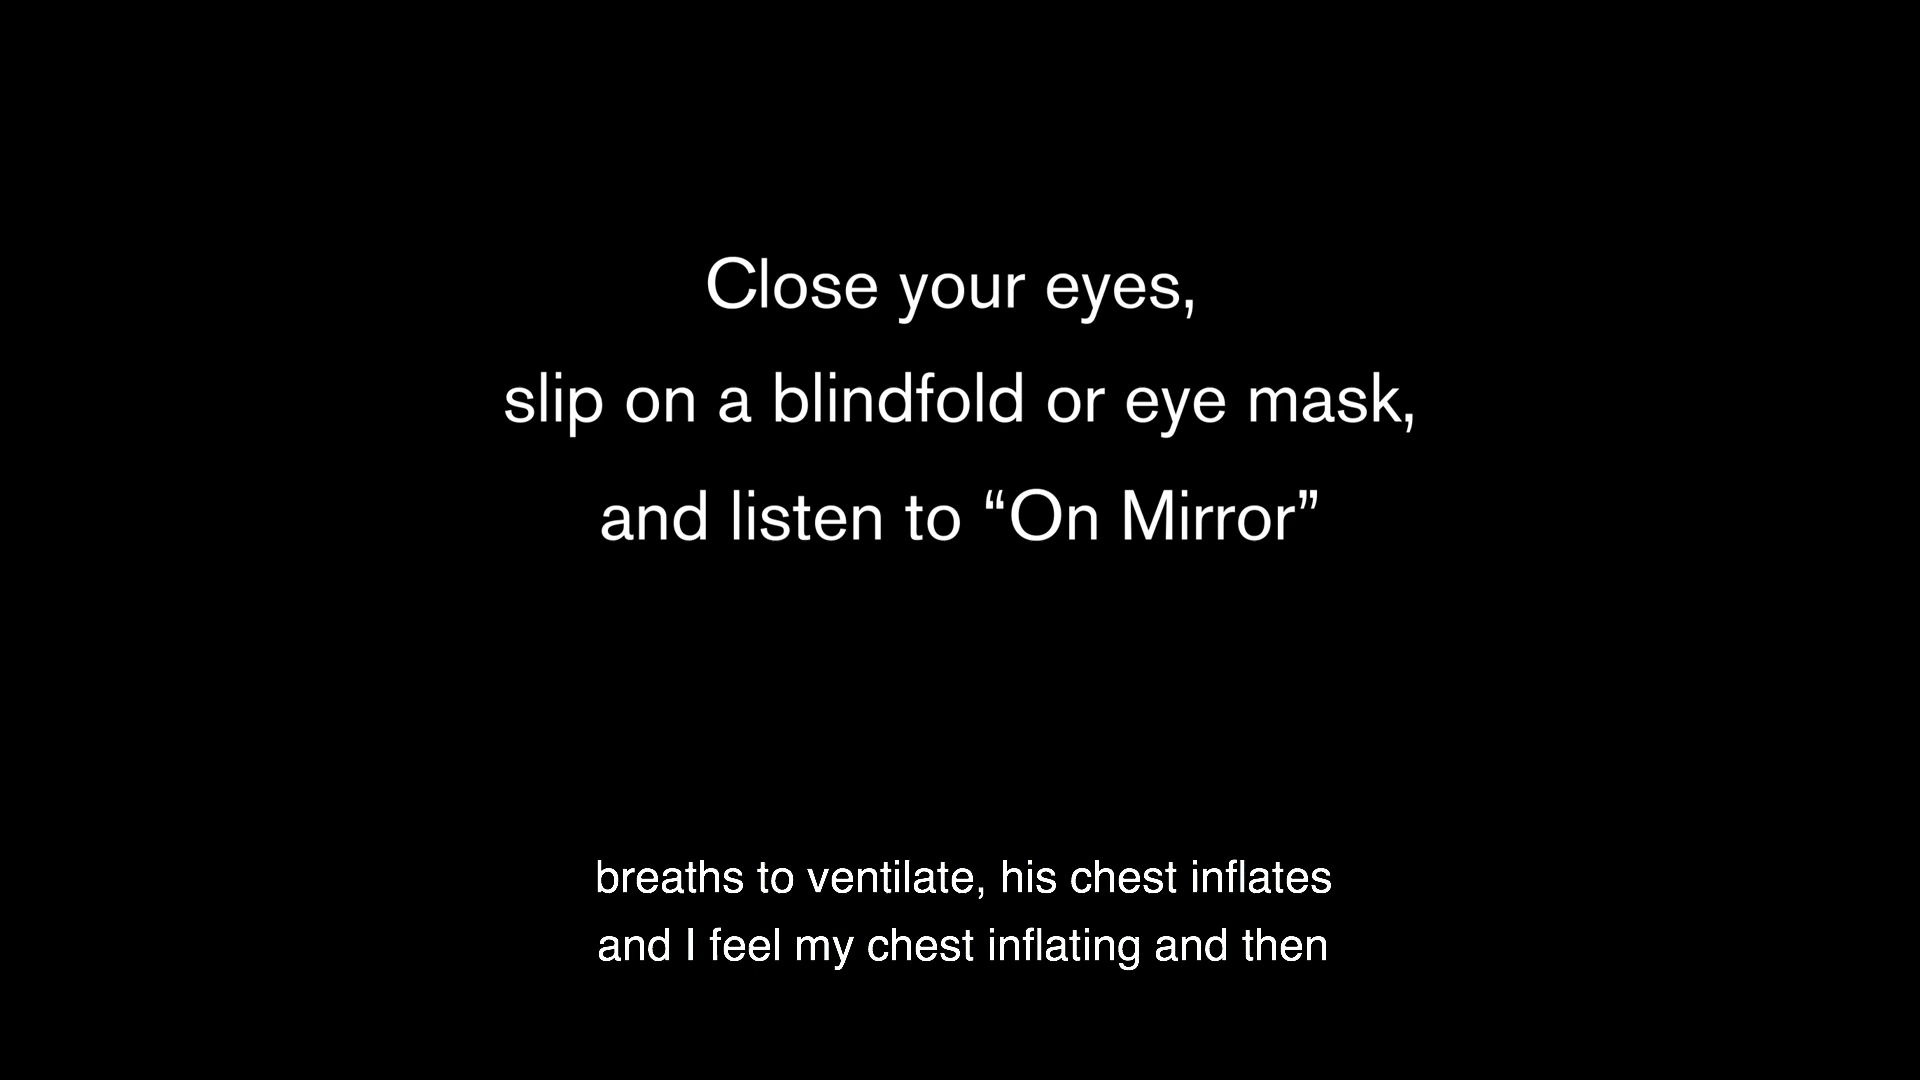 Close your eyes,
slip on a blindfold or eye mask,
and listen to “On Mirror”
breaths to ventilate, his chest inflates
and I feel my chest inflating and then